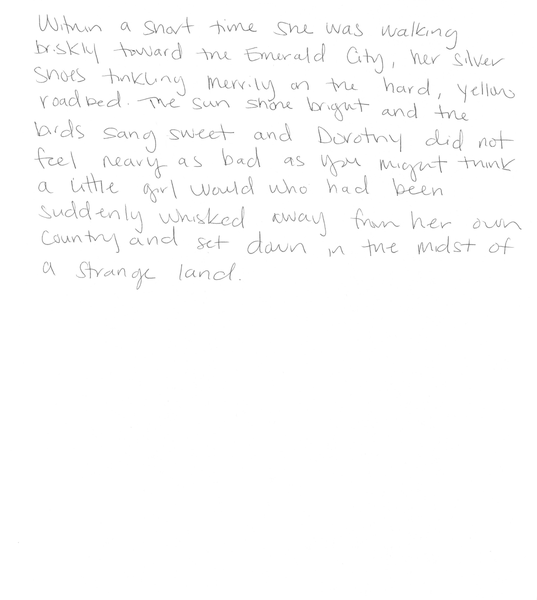 Within a short time she was walking
briskly toward the Emerald City, her silver
shoes tinkling merrily on the hard, yellow
roadbed. The sun shone bright and the
birds sang sweet and Dorothy did not
feel nearly as bad as you might think
a little girl would who had been
suddenly whisked away from her own
country and set down in the midst of
a strange land.